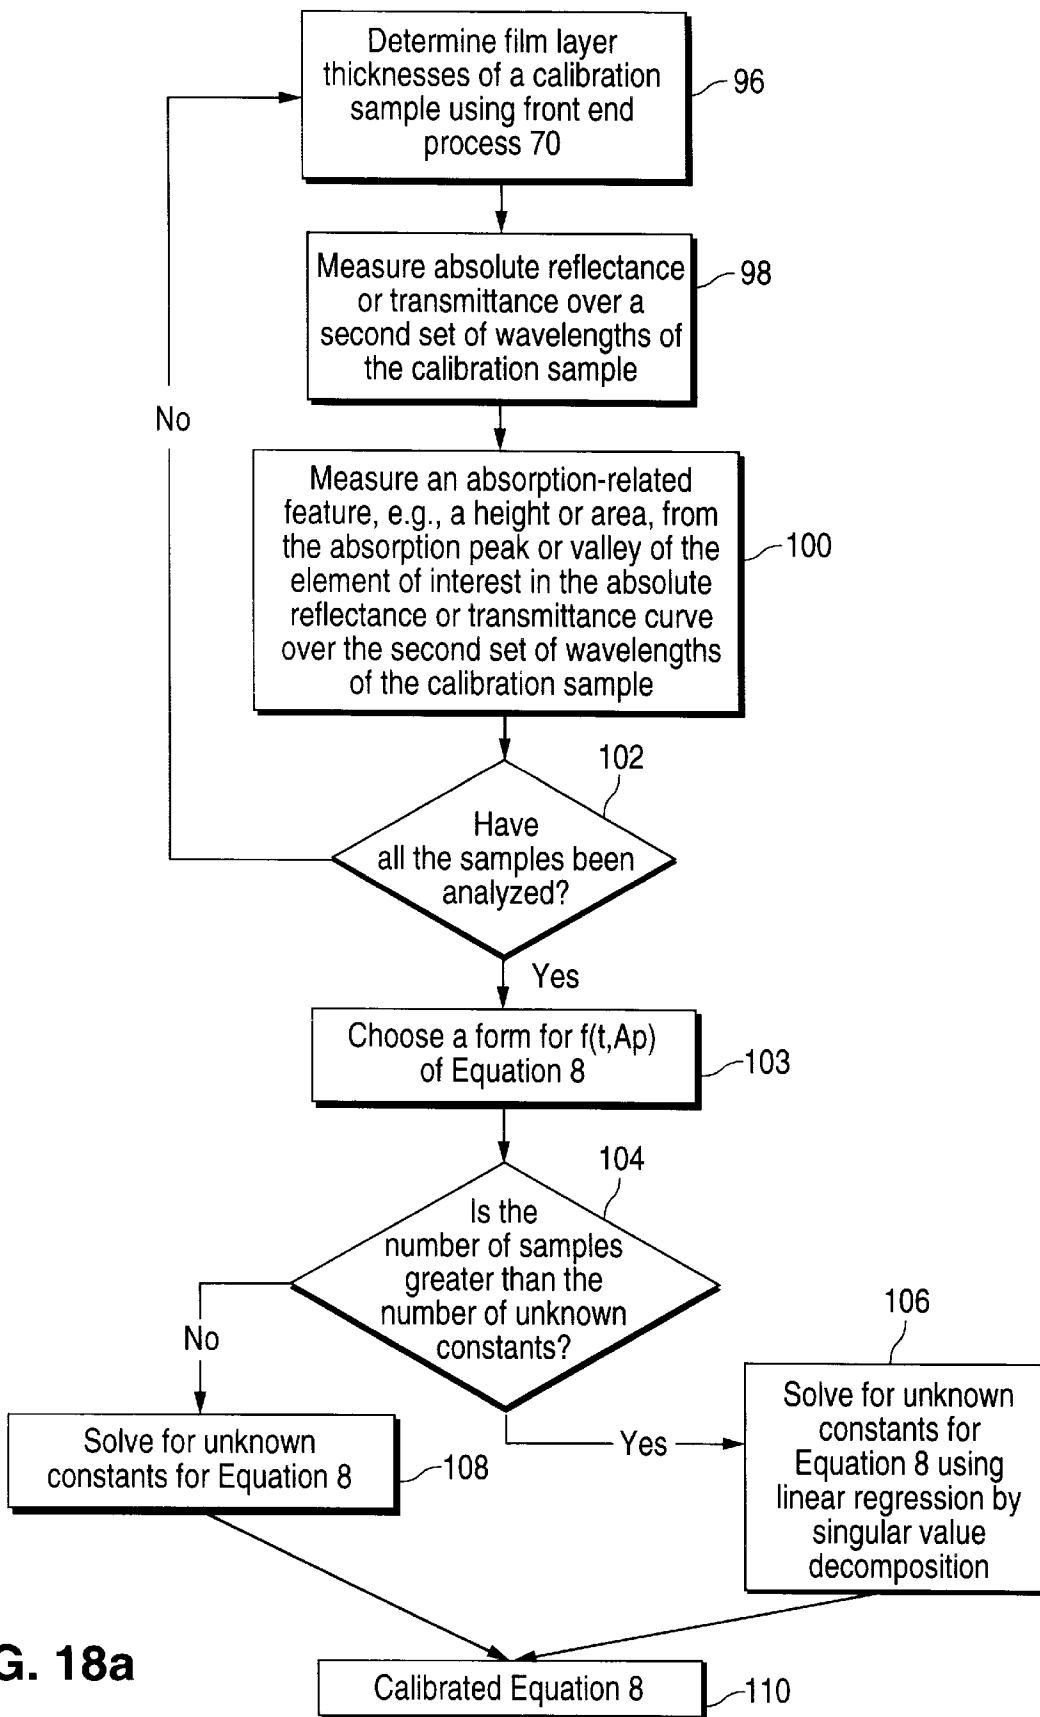 Determine film layer
thicknesses of a calibration
sample using front end
process 70
96
Measure absolute reflectance
or transmittance over a
second set of wavelengths of
the calibration sample
98
No
Measure an absorption-related
feature, e.g., a height or area, from
the absorption peak or valley of the
element of interest in the absolute
reflectance or transmittance curve
over the second set of wavelengths
of the calibration sample
100
102
Have
all the samples been
analyzed?
Yes
Choose a form for f(t,Ap)
of Equation 8
103
104
Is the
number of samples
greater than the
number of unknown
constants?
No
Yes
106
Solve for unknown
constants for
Equation 8 using
linear regression by
singular value
decomposition
Solve for unknown
constants for Equation 8
108
G. 18a
Calibrated Equation 8
110